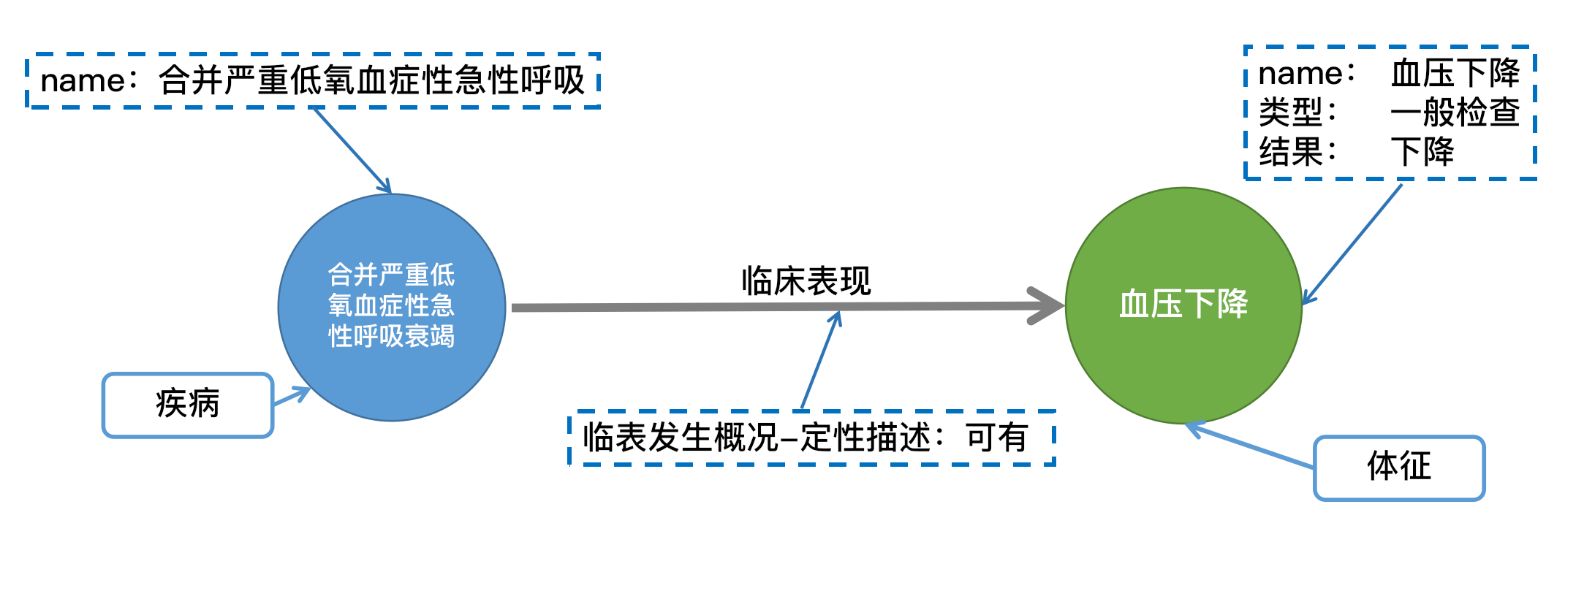 name：合并严重低氧血症性急性呼吸
name： 血压下降
类型： 一般检查
结果： 下降
合并严重低
氧血症性急
性呼吸衰竭
临床表现
血压下降
疾病
临表发生概况-定性描述：可有
体征